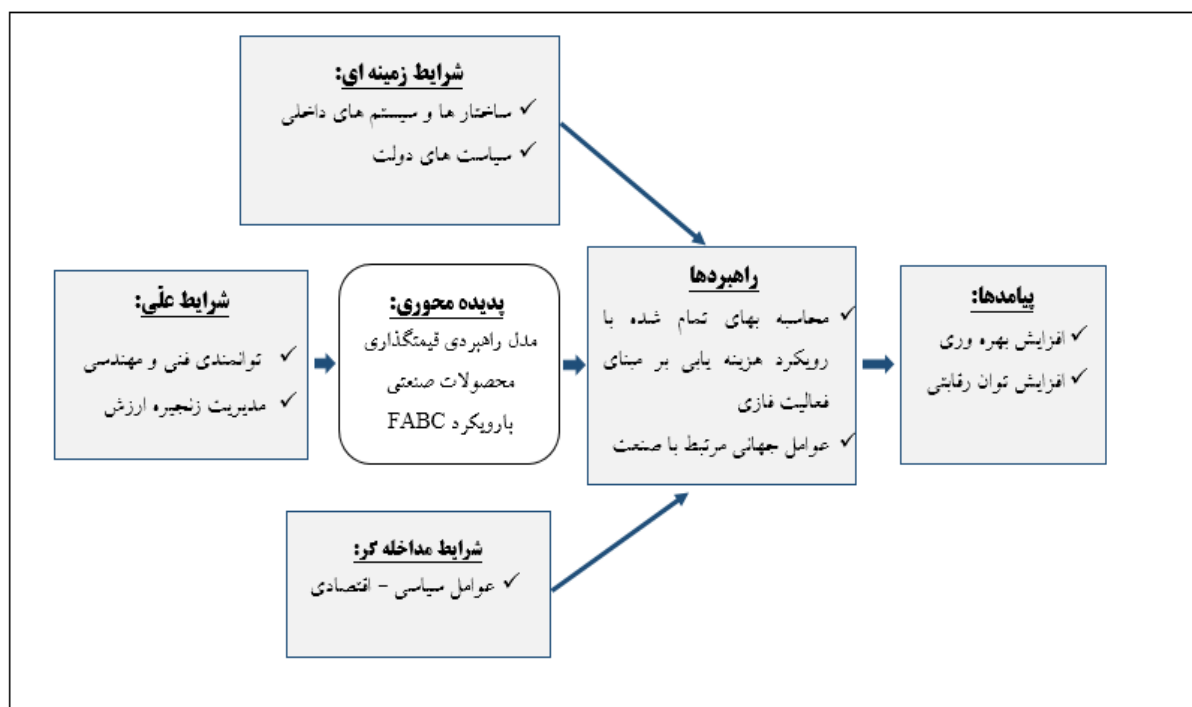 شرایط زمینه ای:
✓ ساختار ها و سیستم های داخلی
✓ سیاست های دولت
شرایط علّی:
✓ توانمندی فنی و مهندسی
✓ مدیریت زنجیره ارزش
پدیده محوری:
مدل راهبردی قیمتگذاری
محصولات صنعتی
بارویکرد FABC
راهبردها
✓ محاسبه بهای تمام شده با
رویکرد هزینه یابی بر مبنای
فعالیت فازی
✓ عوامل جهانی مرتبط با صنعت
پیامدها:
✓ افزایش بهره وری
✓ افزایش توان رقابتی
شرایط مداخله گر:
✓ عوامل سیاسی – اقتصادی